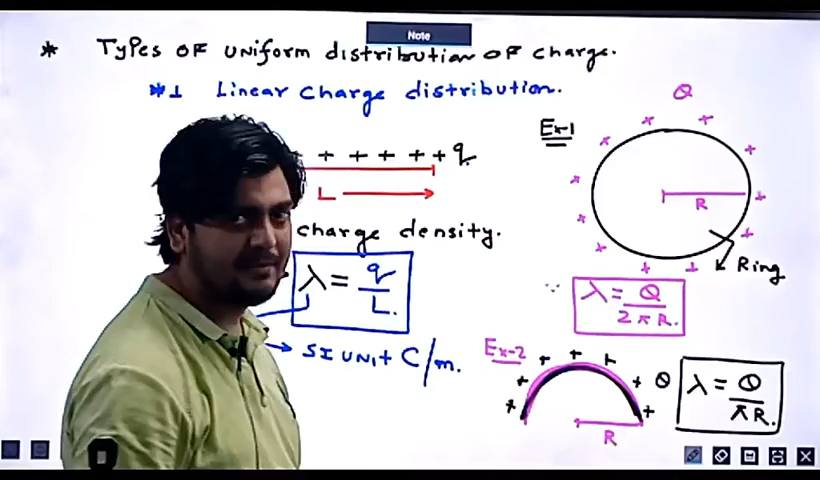 Note
* Types OF uniform distribution OF charge.
*1 Linear charge distribution.
+ + + + + q
L
charge density.
λ = q/L.
→ SI UNIT C/m.
Ex-1
Q
R
Ring
∵ λ = Q/2πR.
Ex-2
Q
R
λ = Q/πR.